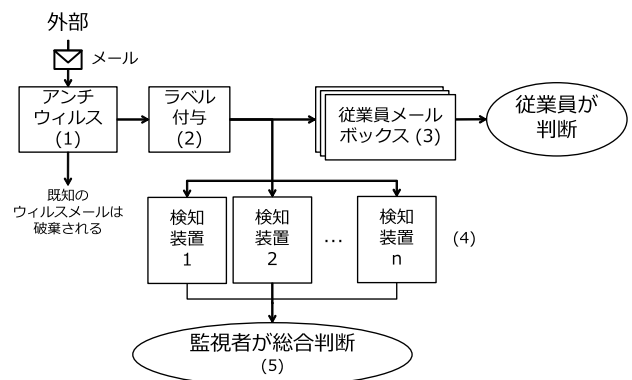 外部
メール
アンチ
ウィルス
(1)
ラベル
付与
(2)
従業員メール
ボックス (3)
従業員が
判断
既知の
ウィルスメールは
破棄される
検知
装置
1
検知
装置
2
…
検知
装置
n
(4)
監視者が総合判断
(5)